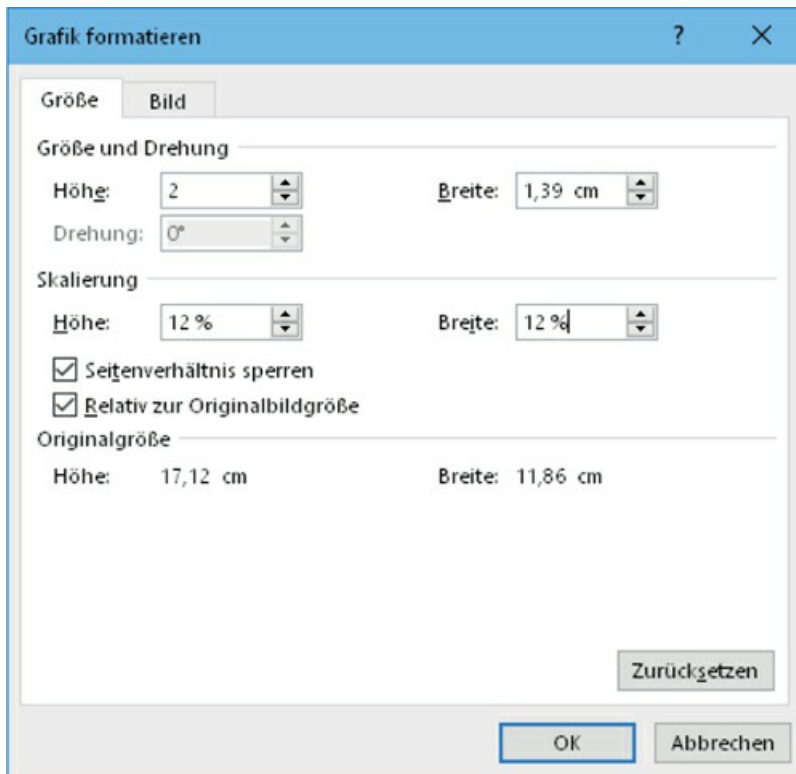 Grafik formatieren ?
Größe Bild
Größe und Drehung
Höhe: 2 Breite: 1,39 cm
Drehung: 0°
Skalierung
Höhe: 12 % Breite: 12 %
Seitenverhältnis sperren
Relativ zur Originalbildgröße
Originalgröße
Höhe: 17,12 cm Breite: 11,86 cm
Zurücksetzen
OK Abbrechen